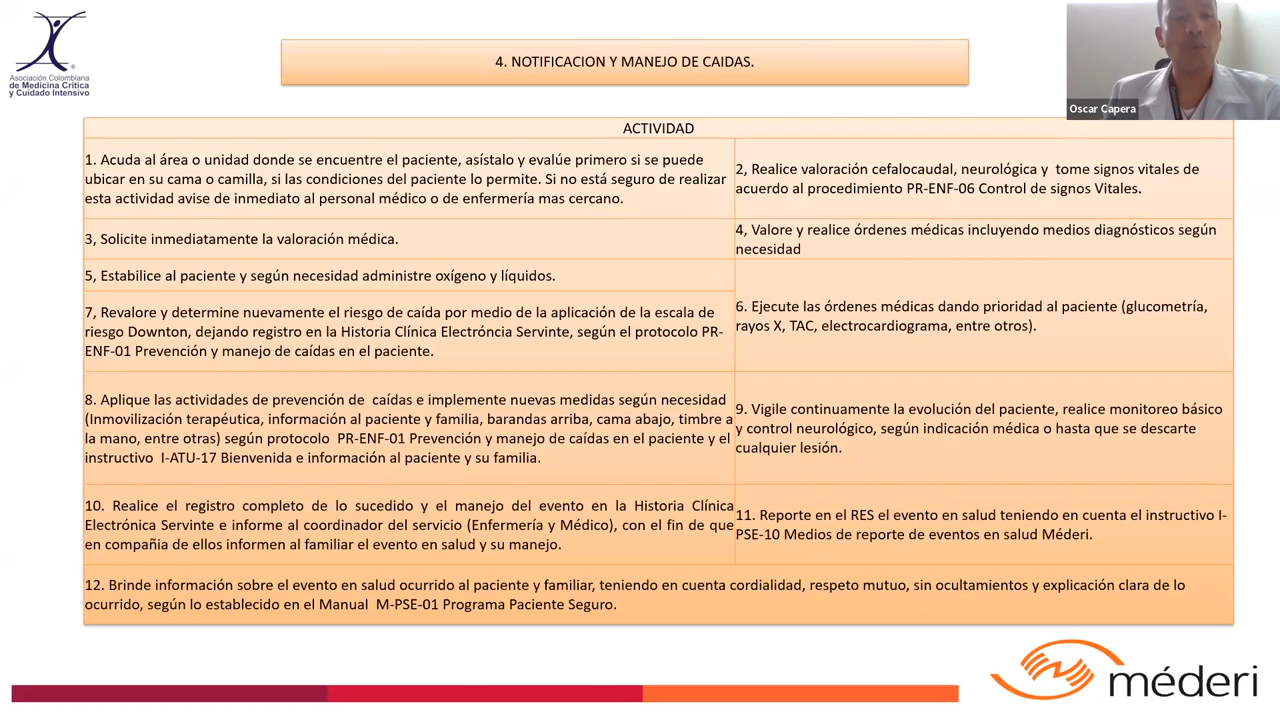 Asociación Colombiana
de Medicina Crítica
y Cuidado Intensivo
4. NOTIFICACION Y MANEJO DE CAIDAS.
Oscar Capera
ACTIVIDAD
1. Acuda al área o unidad donde se encuentre el paciente, asístalo y evalúe primero si se puede
ubicar en su cama o camilla, si las condiciones del paciente lo permite. Si no está seguro de realizar
esta actividad avise de inmediato al personal médico o de enfermería mas cercano.
2, Realice valoración cefalocaudal, neurológica y tome signos vitales de
acuerdo al procedimiento PR-ENF-06 Control de signos Vitales.
3, Solicite inmediatamente la valoración médica.
4, Valore y realice órdenes médicas incluyendo medios diagnósticos según
necesidad
5, Estabilice al paciente y según necesidad administre oxígeno y líquidos.
6. Ejecute las órdenes médicas dando prioridad al paciente (glucometría,
rayos X, TAC, electrocardiograma, entre otros).
7, Revalore y determine nuevamente el riesgo de caída por medio de la aplicación de la escala de
riesgo Downton, dejando registro en la Historia Clínica Electróncia Servinte, según el protocolo PR-
ENF-01 Prevención y manejo de caídas en el paciente.
8. Aplique las actividades de prevención de caídas e implemente nuevas medidas según necesidad
(Inmovilización terapéutica, información al paciente y familia, barandas arriba, cama abajo, timbre a
la mano, entre otras) según protocolo PR-ENF-01 Prevención y manejo de caídas en el paciente y el
instructivo I-ATU-17 Bienvenida e información al paciente y su familia.
9. Vigile continuamente la evolución del paciente, realice monitoreo básico
y control neurológico, según indicación médica o hasta que se descarte
cualquier lesión.
10. Realice el registro completo de lo sucedido y el manejo del evento en la Historia Clínica
Electrónica Servinte e informe al coordinador del servicio (Enfermería y Médico), con el fin de que
en compañia de ellos informen al familiar el evento en salud y su manejo.
11. Reporte en el RES el evento en salud teniendo en cuenta el instructivo I-
PSE-10 Medios de reporte de eventos en salud Méderi.
12. Brinde información sobre el evento en salud ocurrido al paciente y familiar, teniendo en cuenta cordialidad, respeto mutuo, sin ocultamientos y explicación clara de lo
ocurrido, según lo establecido en el Manual M-PSE-01 Programa Paciente Seguro.
méderi